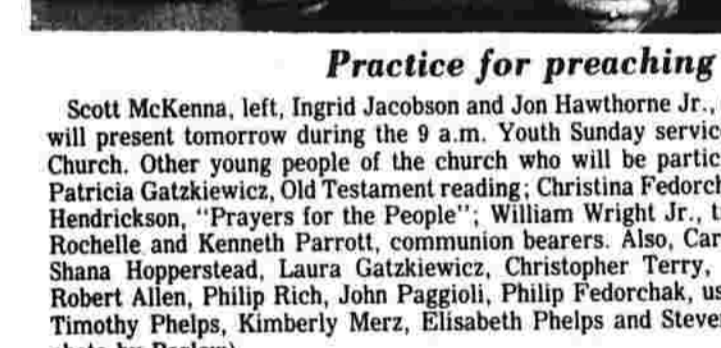 Practice for preaching
Scott McKenna, left, Ingrid Jacobson and Jon Hawthorne Jr.,
will present tomorrow during the 9 a.m. Youth Sunday servic
Church. Other young people of the church who will be partic
Patricia Gatzkiewicz, Old Testament reading; Christina Fedorch
Hendrickson, "Prayers for the People"; William Wright Jr., t
Rochelle and Kenneth Parrott, communion bearers. Also, Car
Shana Hopperstead, Laura Gatzkiewicz, Christopher Terry,
Robert Allen, Philip Rich, John Paggioli, Philip Fedorchak, us
Timothy Phelps, Kimberly Merz, Elisabeth Phelps and Steve